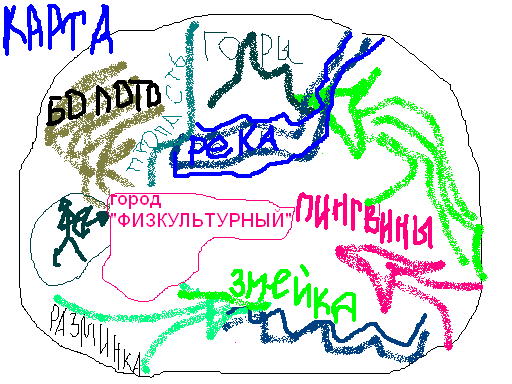 КАРТА
ГОРЫ
БОЛОТО
ПРОПАСТЬ
РЕКА
город
"ФИЗКУЛЬТУРНЫЙ"
ПИНГВИНЫ
ЗМЕЙКА
РАЗМИНКА